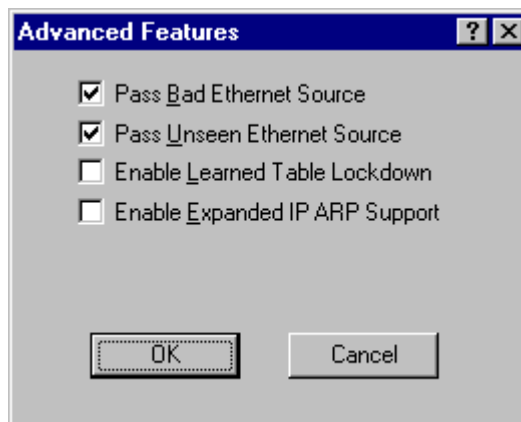 Advanced Features
?
Pass Bad Ethernet Source
Pass Unseen Ethernet Source
Enable Learned Table Lockdown
Enable Expanded IP ARP Support
OK
Cancel